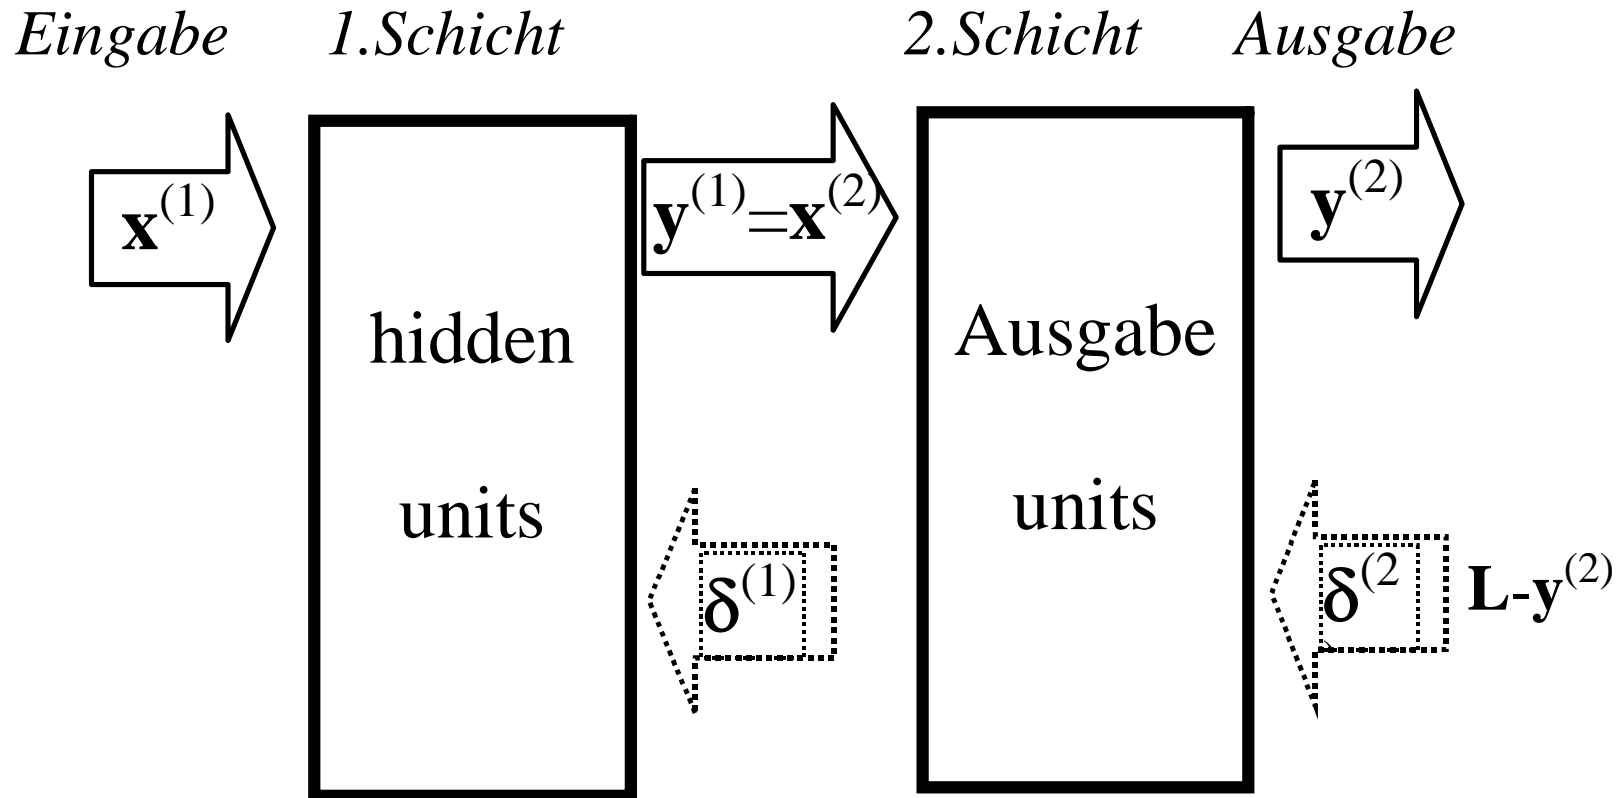 Eingabe 1.Schicht 2.Schicht Ausgabe
x⁽¹⁾ y⁽¹⁾=x⁽²⁾ y⁽²⁾
hidden Ausgabe
units units
δ⁽¹⁾ δ⁽² L-y⁽²⁾